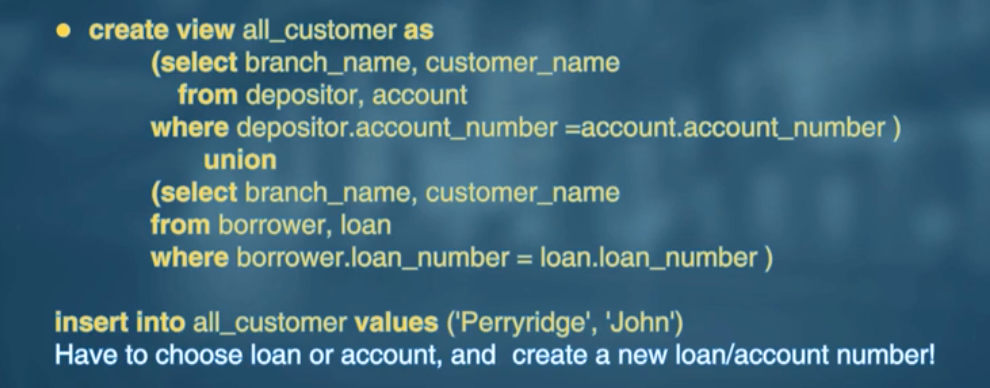 • create view all_customer as
(select branch_name, customer_name
from depositor, account
where depositor.account_number =account.account_number )
union
(select branch_name, customer_name
from borrower, loan
where borrower.loan_number = loan.loan_number )
insert into all_customer values ('Perryridge', 'John')
Have to choose loan or account, and create a new loan/account number!